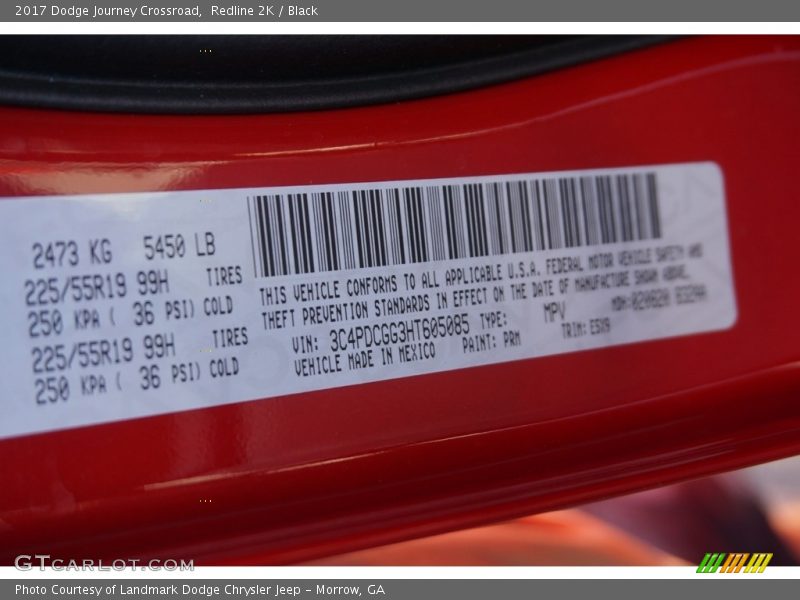 2017 Dodge Journey Crossroad, Redline 2K / Black
2473 KG 5450 LB
225/55R19 99H TIRES
250 KPA ( 36 PSI) COLD
225/55R19 99H TIRES
250 KPA ( 36 PSI) COLD
THIS VEHICLE CONFORMS TO ALL APPLICABLE U.S.A. FEDERAL MOTOR VEHICLE SAFETY AND
THEFT PREVENTION STANDARDS IN EFFECT ON THE DATE OF MANUFACTURE SHOWN ABOVE.
VIN: 3C4PDCGG3HT605085 TYPE: MPV
VEHICLE MADE IN MEXICO PAINT: PRM TRIM: E5X9
GTCARLOT.COM
Photo Courtesy of Landmark Dodge Chrysler Jeep – Morrow, GA